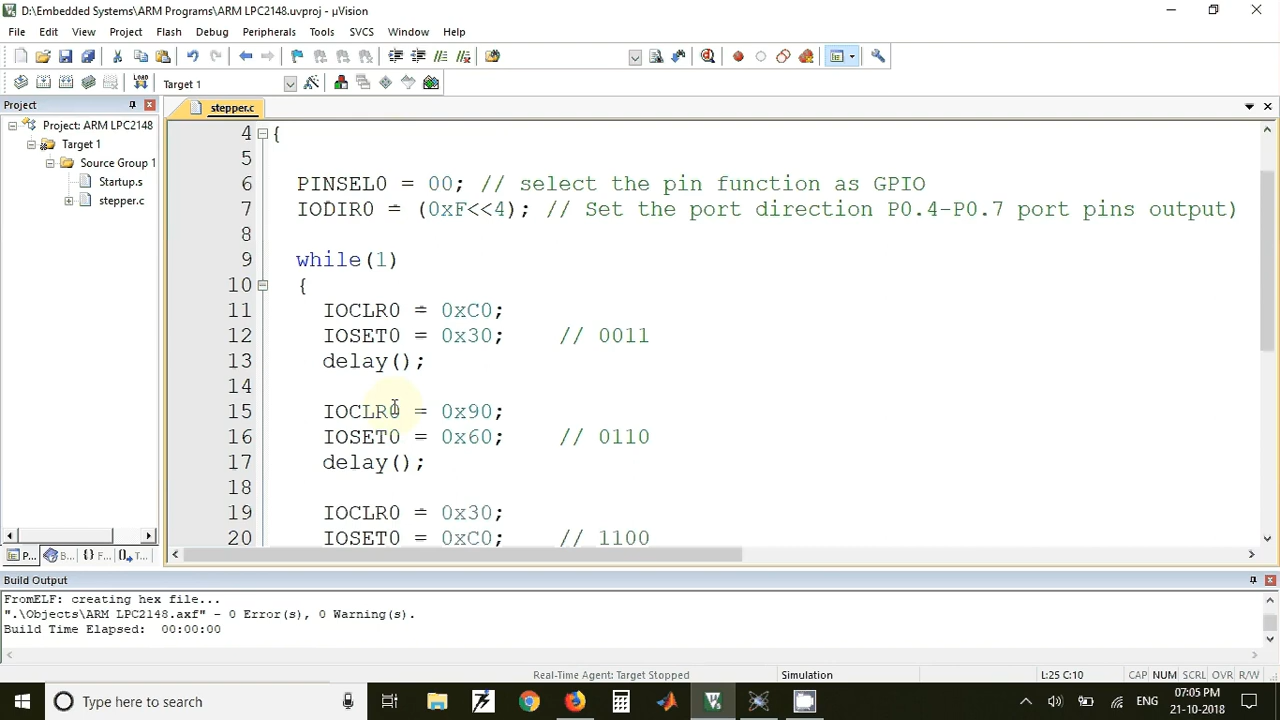 D:\Embedded Systems\ARM Programs\ARM LPC2148.uvproj - µVision
File Edit View Project Flash Debug Peripherals Tools SVCS Window Help
LOAD Target 1
Project
stepper.c
Project: ARM LPC2148
Target 1
Source Group 1
Startup.s
stepper.c
4 {
5
6 PINSEL0 = 00; // select the pin function as GPIO
7 IODIR0 = (0xF<<4); // Set the port direction P0.4-P0.7 port pins output)
8
9 while(1)
10 {
11 IOCLR0 = 0xC0;
12 IOSET0 = 0x30; // 0011
13 delay();
14
15 IOCLR0 = 0x90;
16 IOSET0 = 0x60; // 0110
17 delay();
18
19 IOCLR0 = 0x30;
20 IOSET0 = 0xC0; // 1100
P... B... {} F... T...
Build Output
FromELF: creating hex file...
".\Objects\ARM LPC2148.axf" - 0 Error(s), 0 Warning(s).
Build Time Elapsed: 00:00:00
Real-Time Agent: Target Stopped Simulation L:25 C:10 CAP NUM SCRL OVR R/W
Type here to search
ENG
07:05 PM
21-10-2018